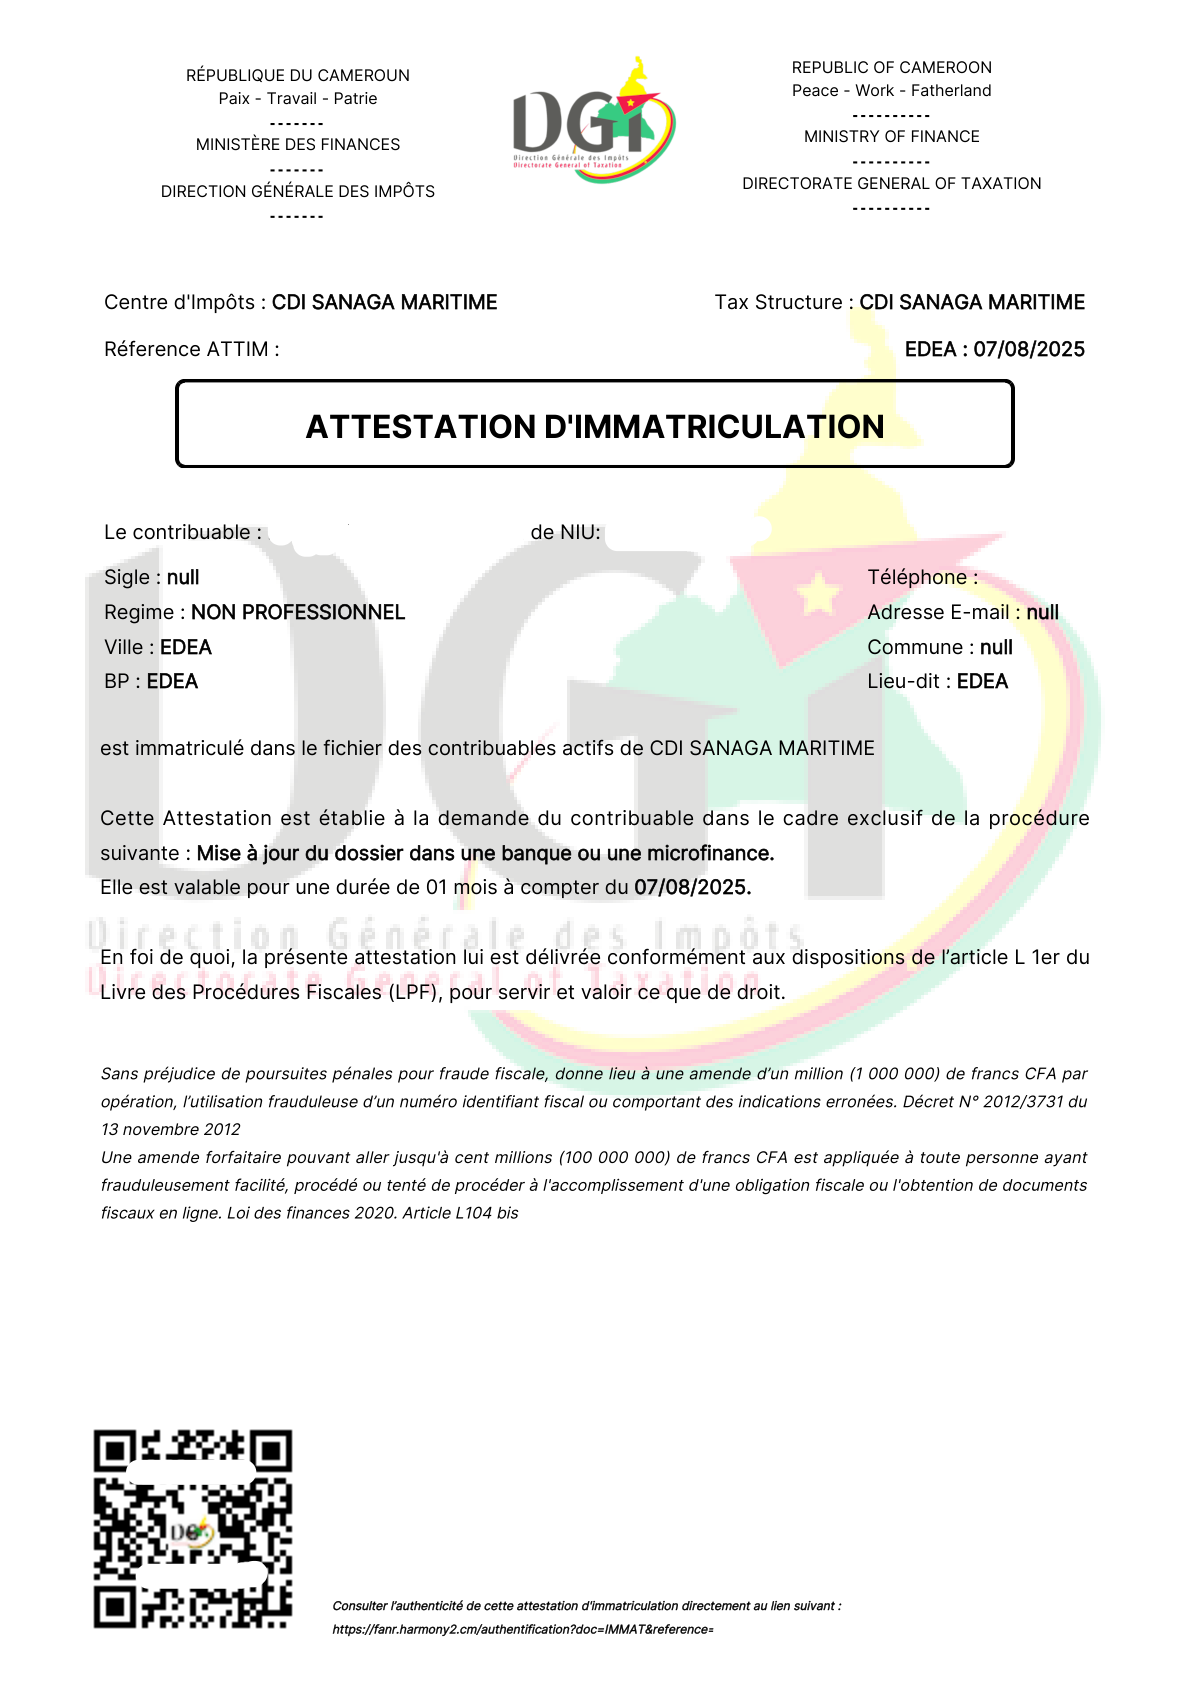 RÉPUBLIQUE DU CAMEROUN
Paix - Travail - Patrie
-------
MINISTÈRE DES FINANCES
-------
DIRECTION GÉNÉRALE DES IMPÔTS
-------
DGI
Direction Générale des Impôts
Directorate General of Taxation
REPUBLIC OF CAMEROON
Peace - Work - Fatherland
----------
MINISTRY OF FINANCE
----------
DIRECTORATE GENERAL OF TAXATION
----------
Centre d'Impôts : CDI SANAGA MARITIME
Tax Structure : CDI SANAGA MARITIME
Réference ATTIM :
EDEA : 07/08/2025
ATTESTATION D'IMMATRICULATION
Le contribuable : de NIU:
Sigle : null
Téléphone :
Regime : NON PROFESSIONNEL
Adresse E-mail : null
Ville : EDEA
Commune : null
BP : EDEA
Lieu-dit : EDEA
est immatriculé dans le fichier des contribuables actifs de CDI SANAGA MARITIME
Cette Attestation est établie à la demande du contribuable dans le cadre exclusif de la procédure
suivante : Mise à jour du dossier dans une banque ou une microfinance.
Elle est valable pour une durée de 01 mois à compter du 07/08/2025.
DGI
Direction Générale des Impôts
Directorate General of Taxation
En foi de quoi, la présente attestation lui est délivrée conformément aux dispositions de l’article L 1er du
Livre des Procédures Fiscales (LPF), pour servir et valoir ce que de droit.
Sans préjudice de poursuites pénales pour fraude fiscale, donne lieu à une amende d’un million (1 000 000) de francs CFA par
opération, l’utilisation frauduleuse d’un numéro identifiant fiscal ou comportant des indications erronées. Décret N° 2012/3731 du
13 novembre 2012
Une amende forfaitaire pouvant aller jusqu'à cent millions (100 000 000) de francs CFA est appliquée à toute personne ayant
frauduleusement facilité, procédé ou tenté de procéder à l'accomplissement d'une obligation fiscale ou l'obtention de documents
fiscaux en ligne. Loi des finances 2020. Article L104 bis
DGI
Consulter l’authenticité de cette attestation d'immatriculation directement au lien suivant :
https://fanr.harmony2.cm/authentification?doc=IMMAT&reference=